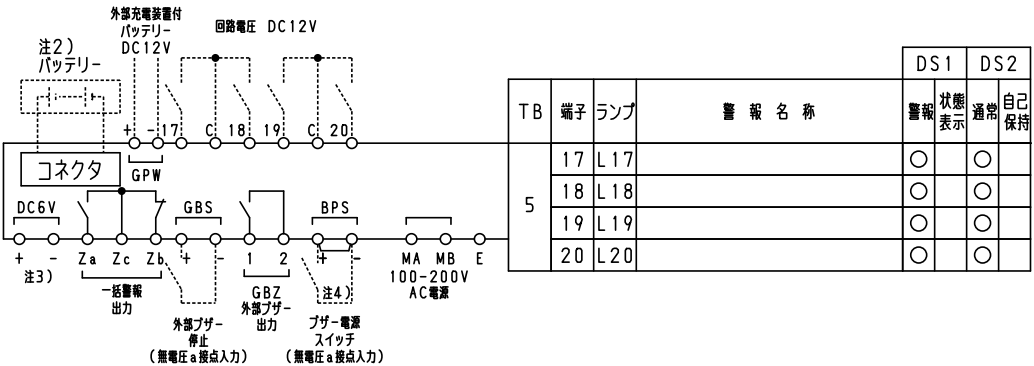 外部充電装置付
バッテリー
DC12V
回路電圧 DC12V
注2)
バッテリー
+ - 17 C 18 19 C 20
コネクタ
GPW
DC6V GBS BPS
+ - Za Zc Zb + - 1 2 + - MA MB E
注3)
一括警報
出力
GBZ
外部ブザー
出力
注4)
100-200V
AC電源
外部ブザー
停止
(無電圧a接点入力)
ブザー電源
スイッチ
(無電圧a接点入力)
DS1 DS2
TB 端子 ランプ 警報名称 警報 状態表示 通常 自己保持
5
17 L17 ○ ○
18 L18 ○ ○
19 L19 ○ ○
20 L20 ○ ○